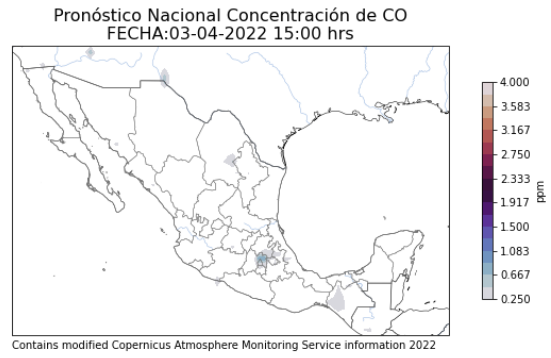 Pronóstico Nacional Concentración de CO
FECHA:03-04-2022 15:00 hrs
4.000
3.583
3.167
2.750
2.333
1.917
1.500
1.083
0.667
0.250
ppm
Contains modified Copernicus Atmosphere Monitoring Service information 2022